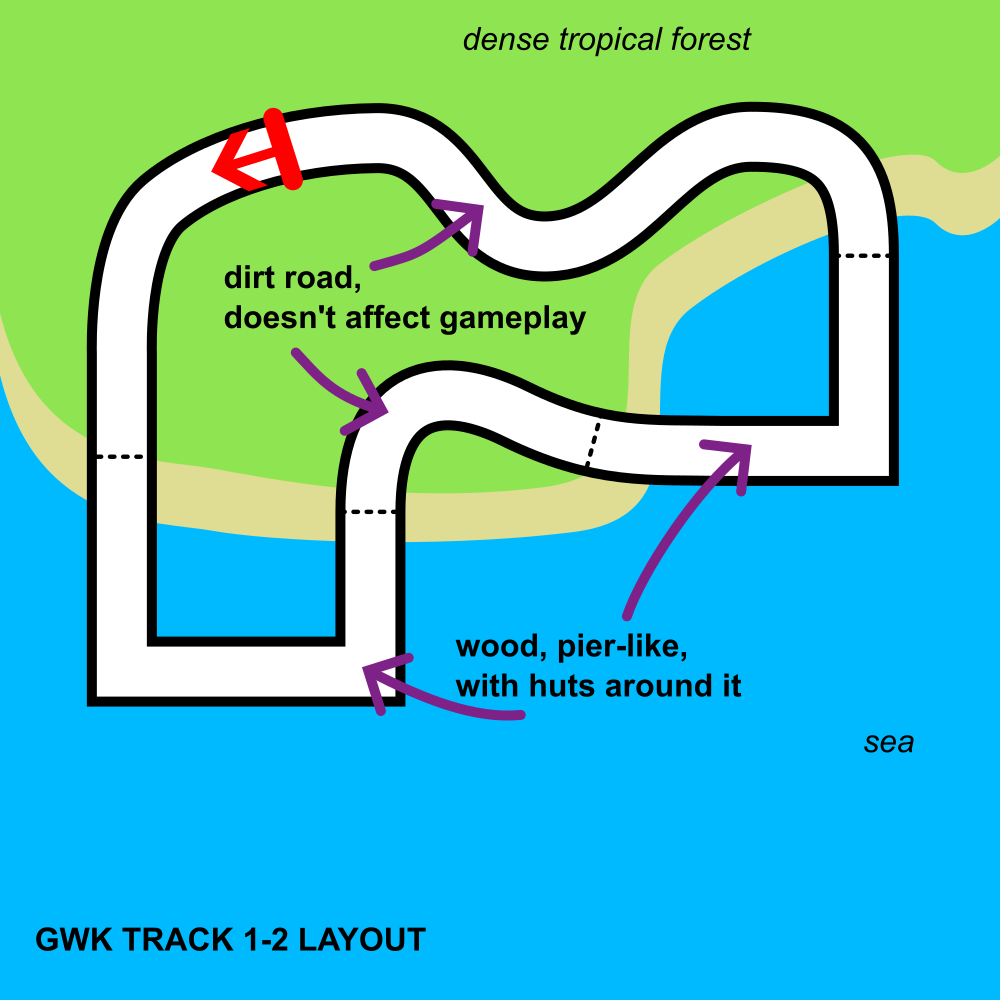 dense tropical forest
dirt road,
doesn't affect gameplay
wood, pier-like,
with huts around it
sea
GWK TRACK 1-2 LAYOUT